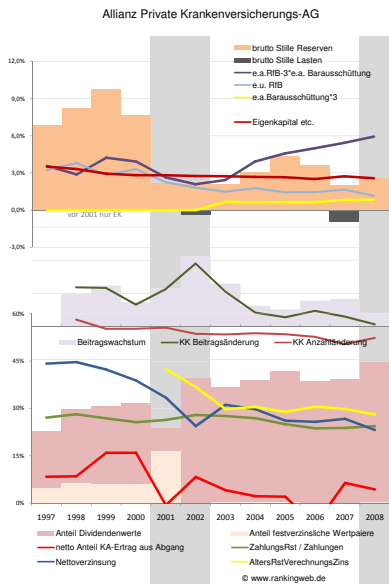 Allianz Private Krankenversicherungs-AG
brutto Stille Reserven
brutto Stille Lasten
e.a.RfB-3*e.a. Barausschüttung
e.u. RfB
e.a.Barausschüttung*3
Eigenkapital etc.
12,0%
9,0%
6,0%
3,0%
0,0%
vor 2001 nur EK
-3,0%
60%
Beitragswachstum
KK Beitragsänderung
KK Anzahländerung
45%
30%
15%
0%
1997 1998 1999 2000 2001 2002 2003 2004 2005 2006 2007 2008
Anteil Dividendenwerte
Anteil festverzinsliche Wertpaiere
netto Anteil KA-Ertrag aus Abgang
ZahlungsRst / Zahlungen
Nettoverzinsung
AltersRstVerechnungsZins
© www.rankingweb.de